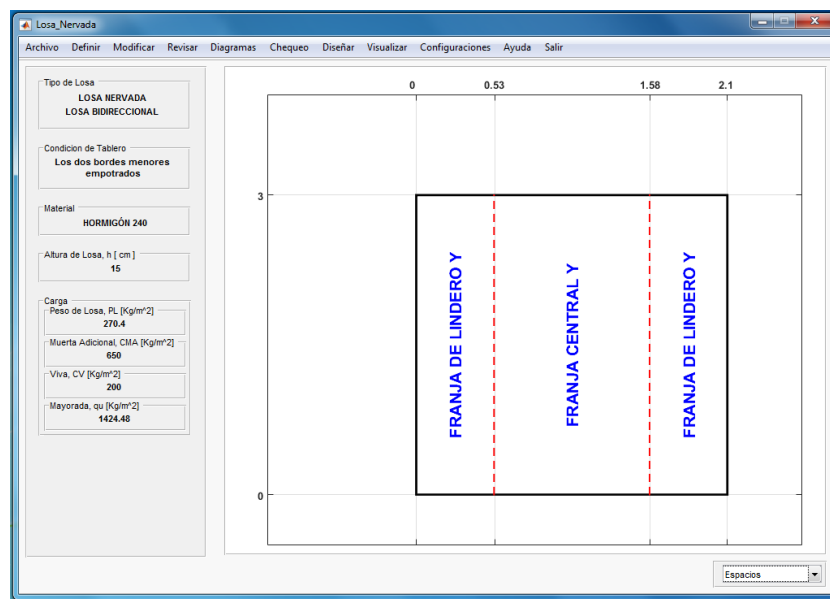 Losa_Nervada
Archivo Definir Modificar Revisar Diagramas Chequeo Diseñar Visualizar Configuraciones Ayuda Salir
Tipo de Losa
LOSA NERVADA
LOSA BIDIRECCIONAL
Condicion de Tablero
Los dos bordes menores
empotrados
Material
HORMIGÓN 240
Altura de Losa, h [ cm ]
15
Carga
Peso de Losa, PL [Kg/m^2]
270.4
Muerta Adicional, CMA [Kg/m^2]
650
Viva, CV [Kg/m^2]
200
Mayorada, qu [Kg/m^2]
1424.48
0 0.53 1.58 2.1
3
0
FRANJA DE LINDERO Y
FRANJA CENTRAL Y
FRANJA DE LINDERO Y
Espacios